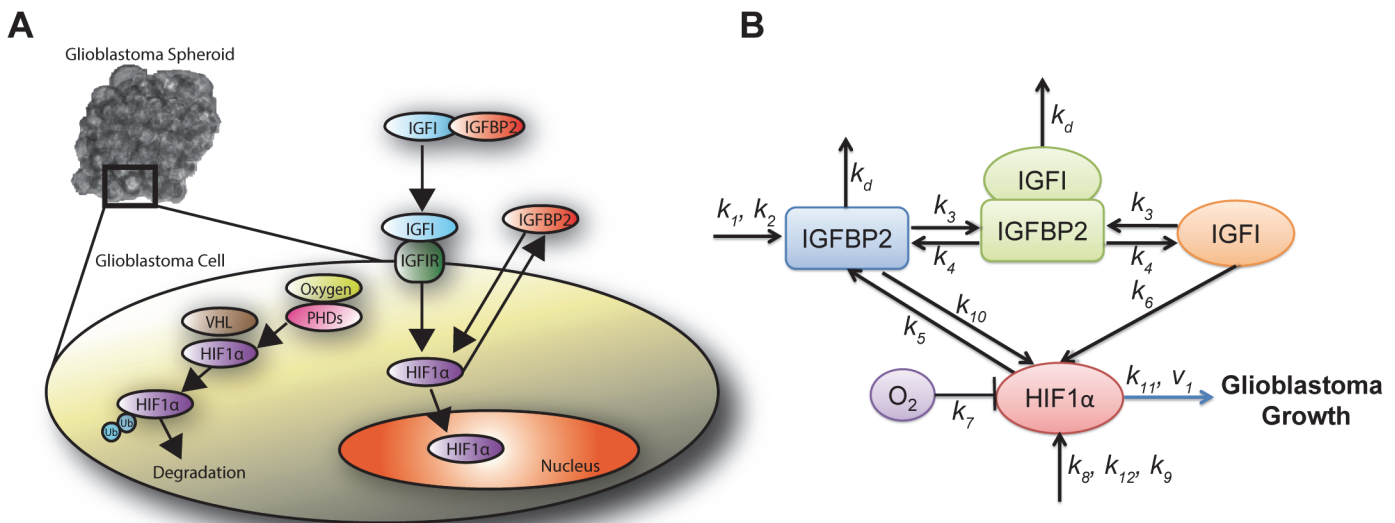 A
Glioblastoma Spheroid
IGFI
IGFBP2
IGFI
IGFBP2
IGFIR
Glioblastoma Cell
Oxygen
PHDs
VHL
HIF1α
HIF1α
HIF1α
Ub
Ub
Degradation
HIF1α
Nucleus
B
k_d
k_d
IGFI
k_1, k_2
IGFBP2
k_3
k_4
IGFBP2
k_3
k_4
IGFI
k_10
k_5
k_6
O_2
k_7
HIF1α
k_11, v_1
Glioblastoma
Growth
k_8, k_12, k_9